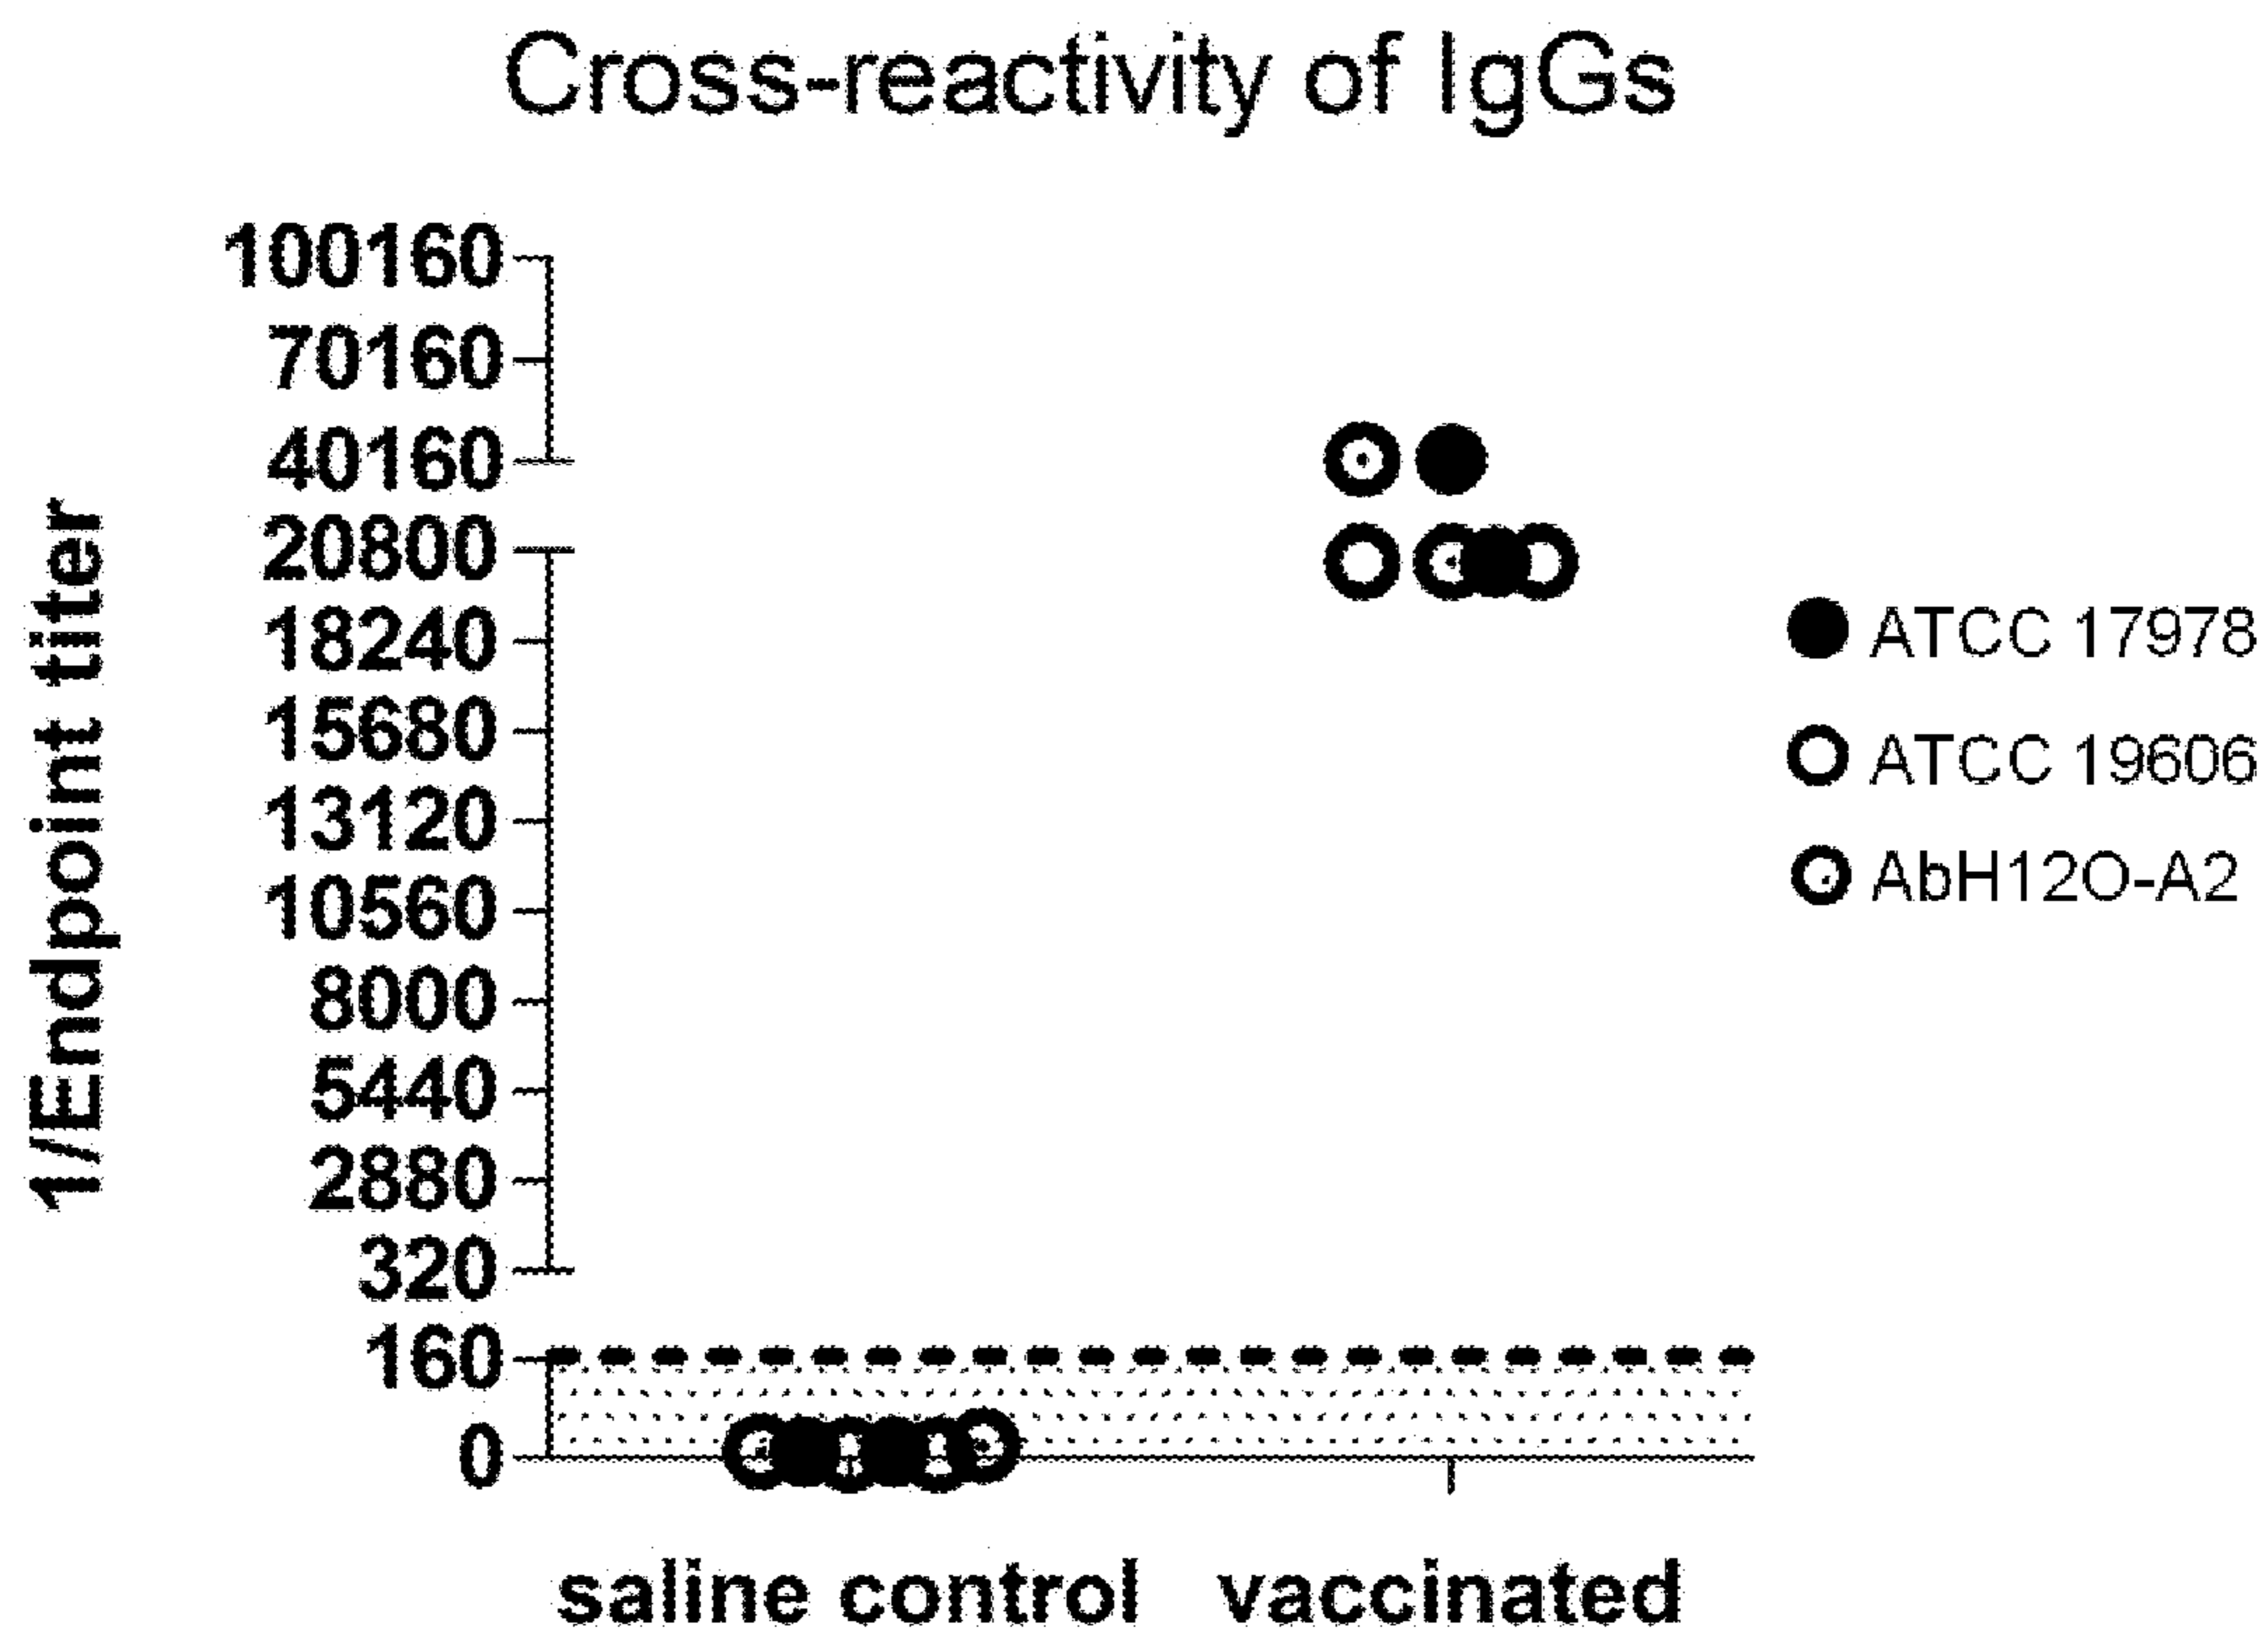 Cross-reactivity of IgGs
1/Endpoint titer
100160
70160
40160
20800
18240
15680
13120
10560
8000
5440
2880
320
160
0
saline control
vaccinated
ATCC 17978
ATCC 19606
AbH12O-A2